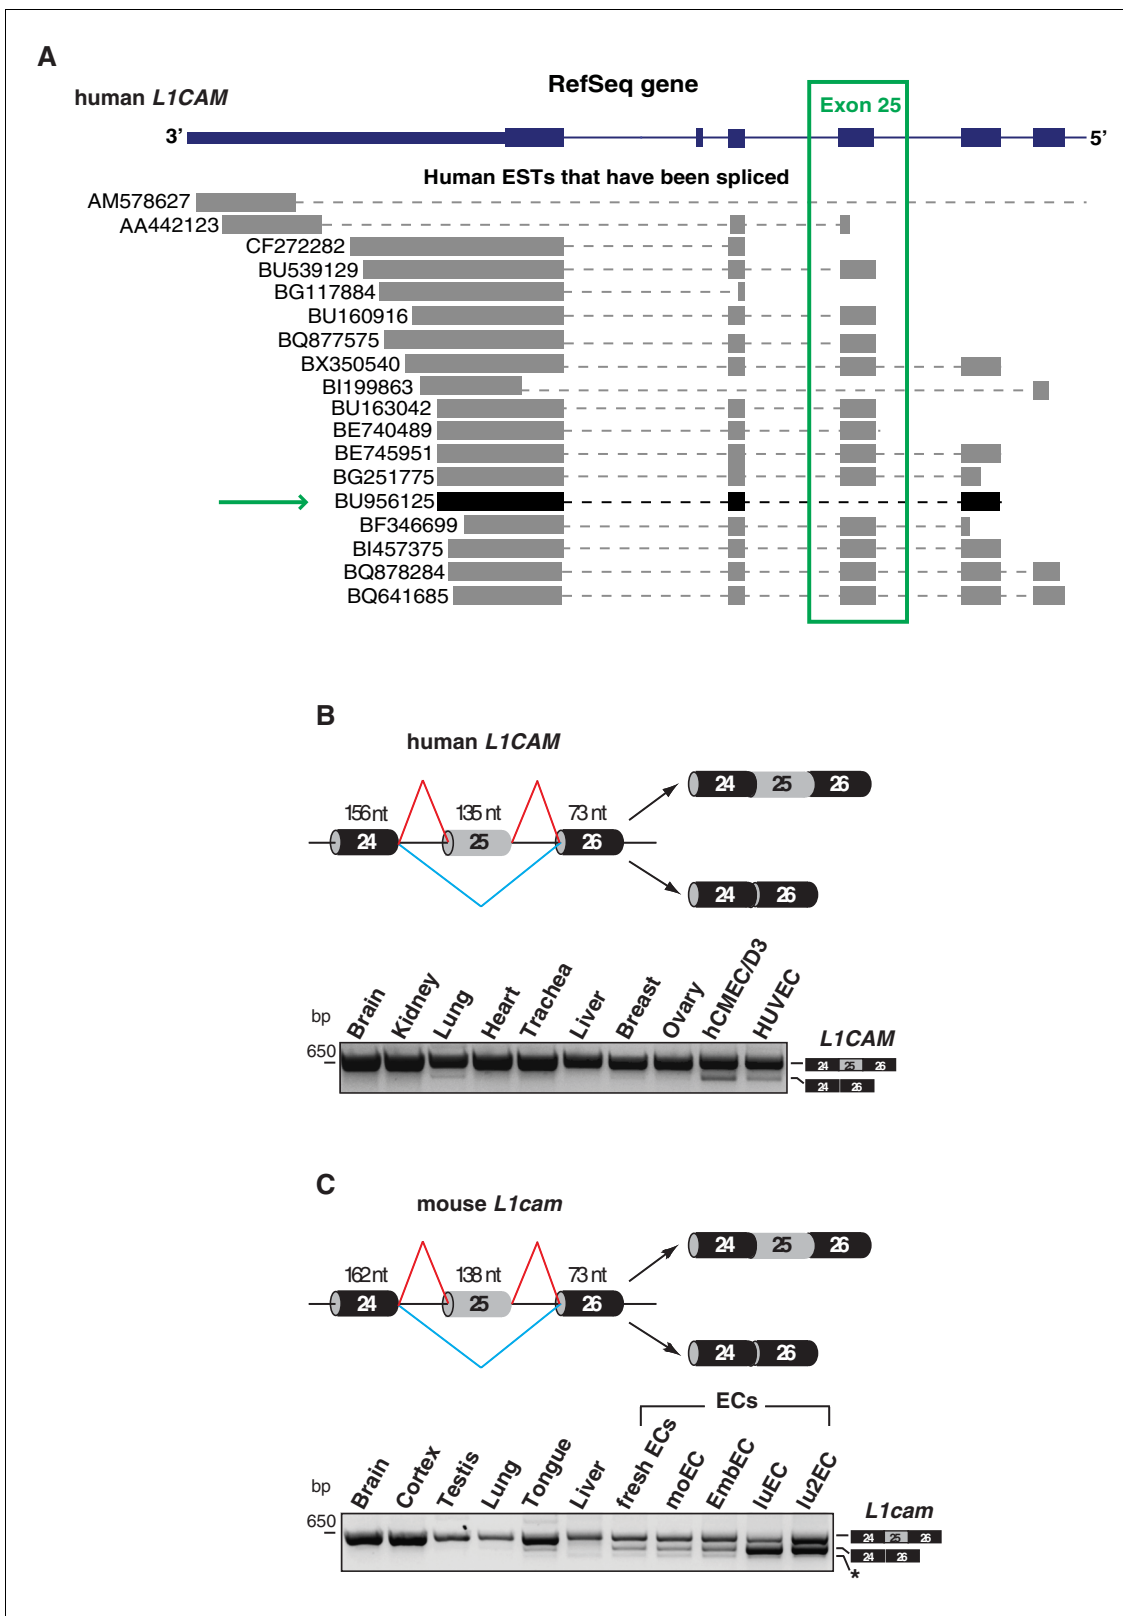 A
human L1CAM
RefSeq gene
Exon 25
3’
5’
Human ESTs that have been spliced
AM578627
AA442123
CF272282
BU539129
BG117884
BU160916
BQ877575
BX350540
BI199863
BU163042
BE740489
BE745951
BG251775
BU956125
BF346699
BI457375
BQ878284
BQ641685
B
human L1CAM
156 nt 135 nt 73 nt
24 25 26
24 25 26
24 26
bp
Brain Kidney Lung Heart Trachea Liver Breast Ovary hCMEC/D3 HUVEC
L1CAM
650
24 25 26
24 26
C
mouse L1cam
162 nt 138 nt 73 nt
24 25 26
24 25 26
24 26
ECs
bp
Brain Cortex Testis Lung Tongue Liver fresh ECs moEC EmbEC luEC lu2EC
L1cam
650
24 25 26
24 26
*